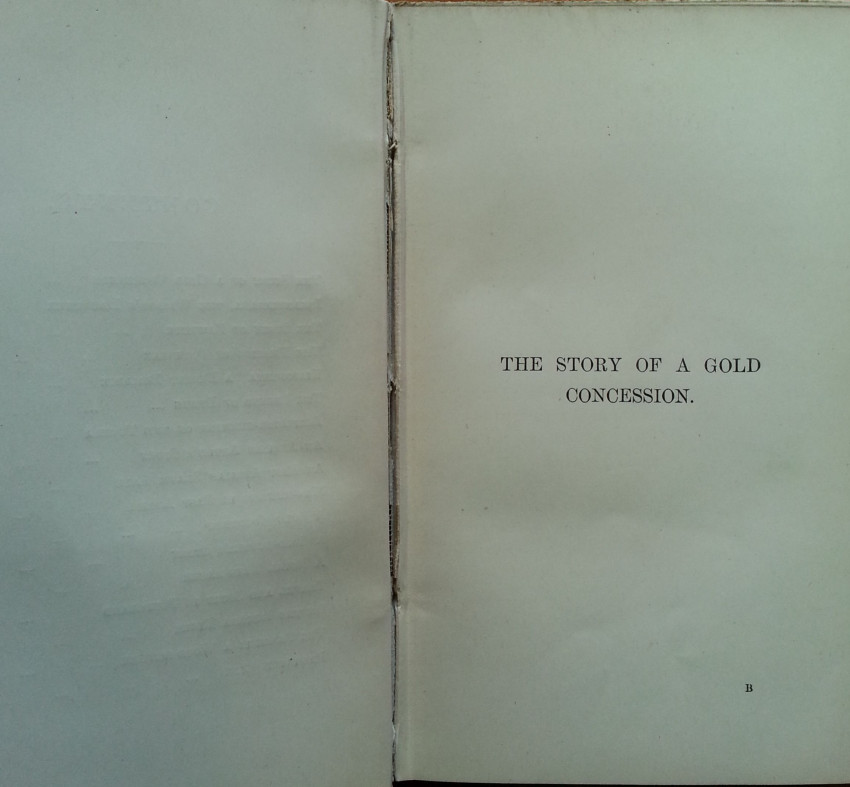 THE STORY OF A GOLD
CONCESSION.
B